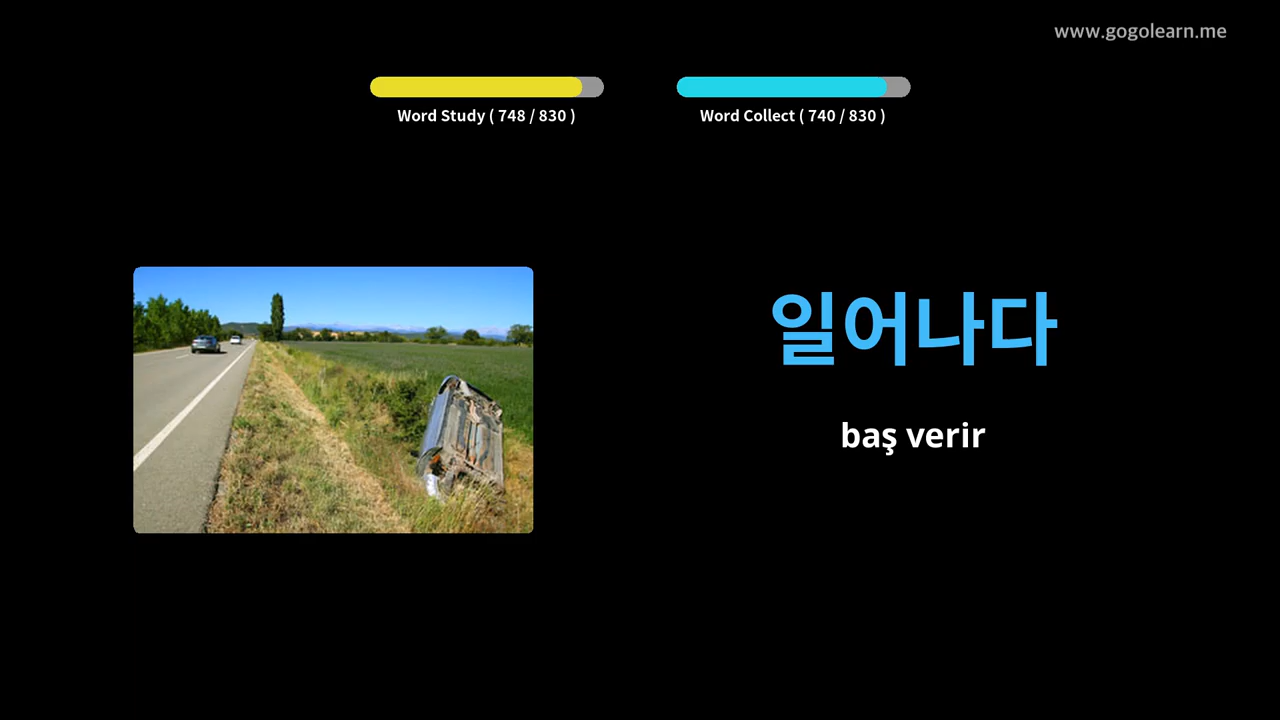 www.gogolearn.me
Word Study ( 748 / 830 )
Word Collect ( 740 / 830 )
일어나다
baş verir